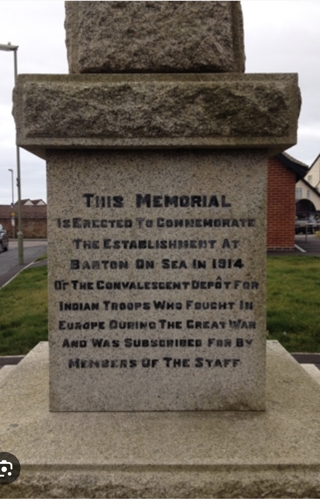 THIS MEMORIAL
IS ERECTED TO COMMEMORATE
THE ESTABLISHMENT AT
BARTON ON SEA IN 1914
OF THE CONVALESCENT DEPÔT FOR
INDIAN TROOPS WHO FOUGHT IN
EUROPE DURING THE GREAT WAR
AND WAS SUBSCRIBED FOR BY
MEMBERS OF THE STAFF